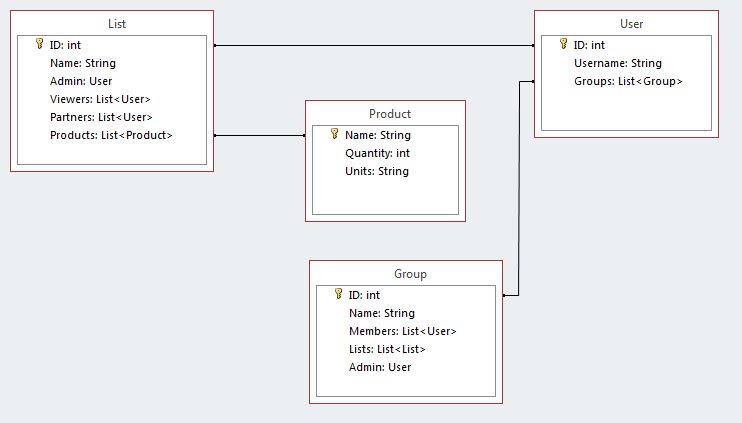 List
ID: int
Name: String
Admin: User
Viewers: List<User>
Partners: List<User>
Products: List<Product>
User
ID: int
Username: String
Groups: List<Group>
Product
Name: String
Quantity: int
Units: String
Group
ID: int
Name: String
Members: List<User>
Lists: List<List>
Admin: User